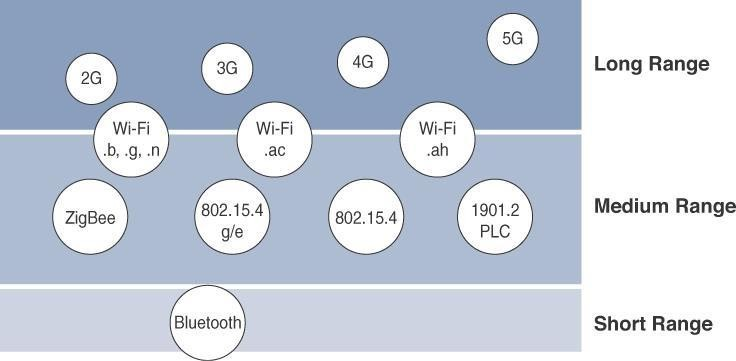 5G
2G
3G
4G
Long Range
Wi-Fi
.b, .g, .n
Wi-Fi
.ac
Wi-Fi
.ah
ZigBee
802.15.4
g/e
802.15.4
1901.2
PLC
Medium Range
Bluetooth
Short Range